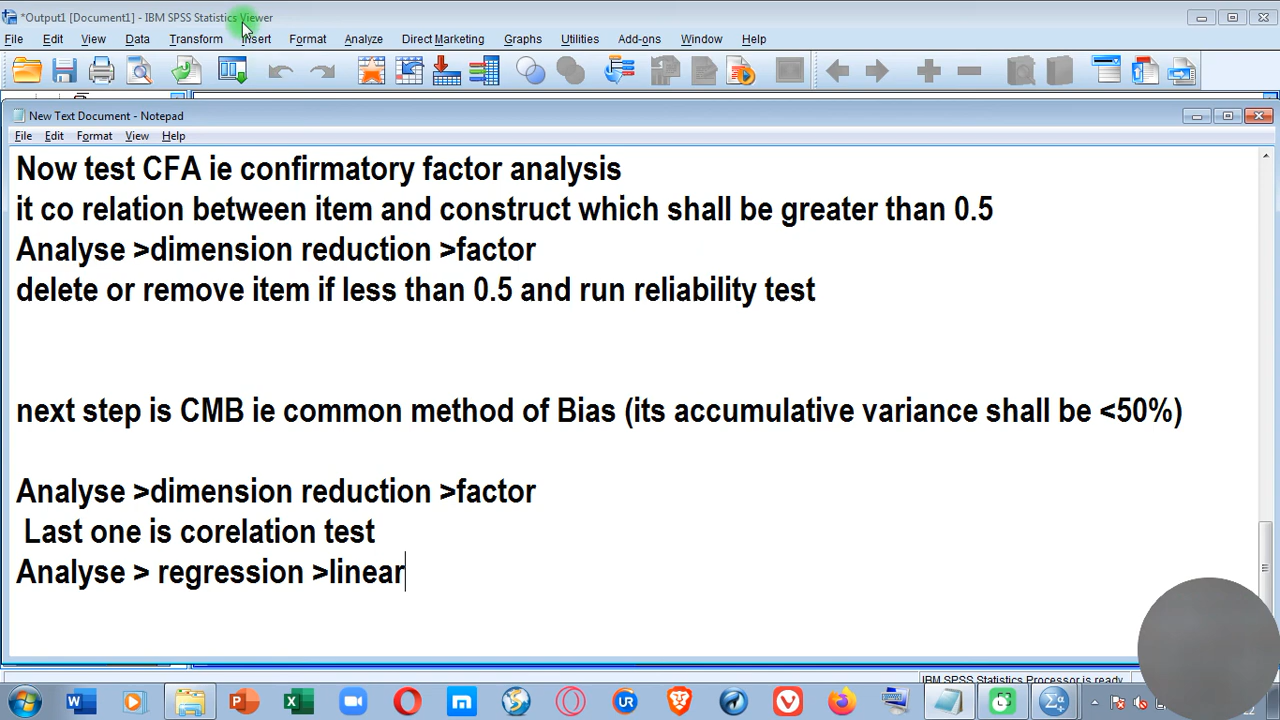 *Output1 [Document1] - IBM SPSS Statistics Viewer
File Edit View Data Transform Insert Format Analyze Direct Marketing Graphs Utilities Add-ons Window Help
New Text Document - Notepad
File Edit Format View Help
Now test CFA ie confirmatory factor analysis
it co relation between item and construct which shall be greater than 0.5
Analyse >dimension reduction >factor
delete or remove item if less than 0.5 and run reliability test
next step is CMB ie common method of Bias (its accumulative variance shall be <50%)
Analyse >dimension reduction >factor
Last one is corelation test
Analyse > regression >linear
IBM SPSS Statistics Processor is ready